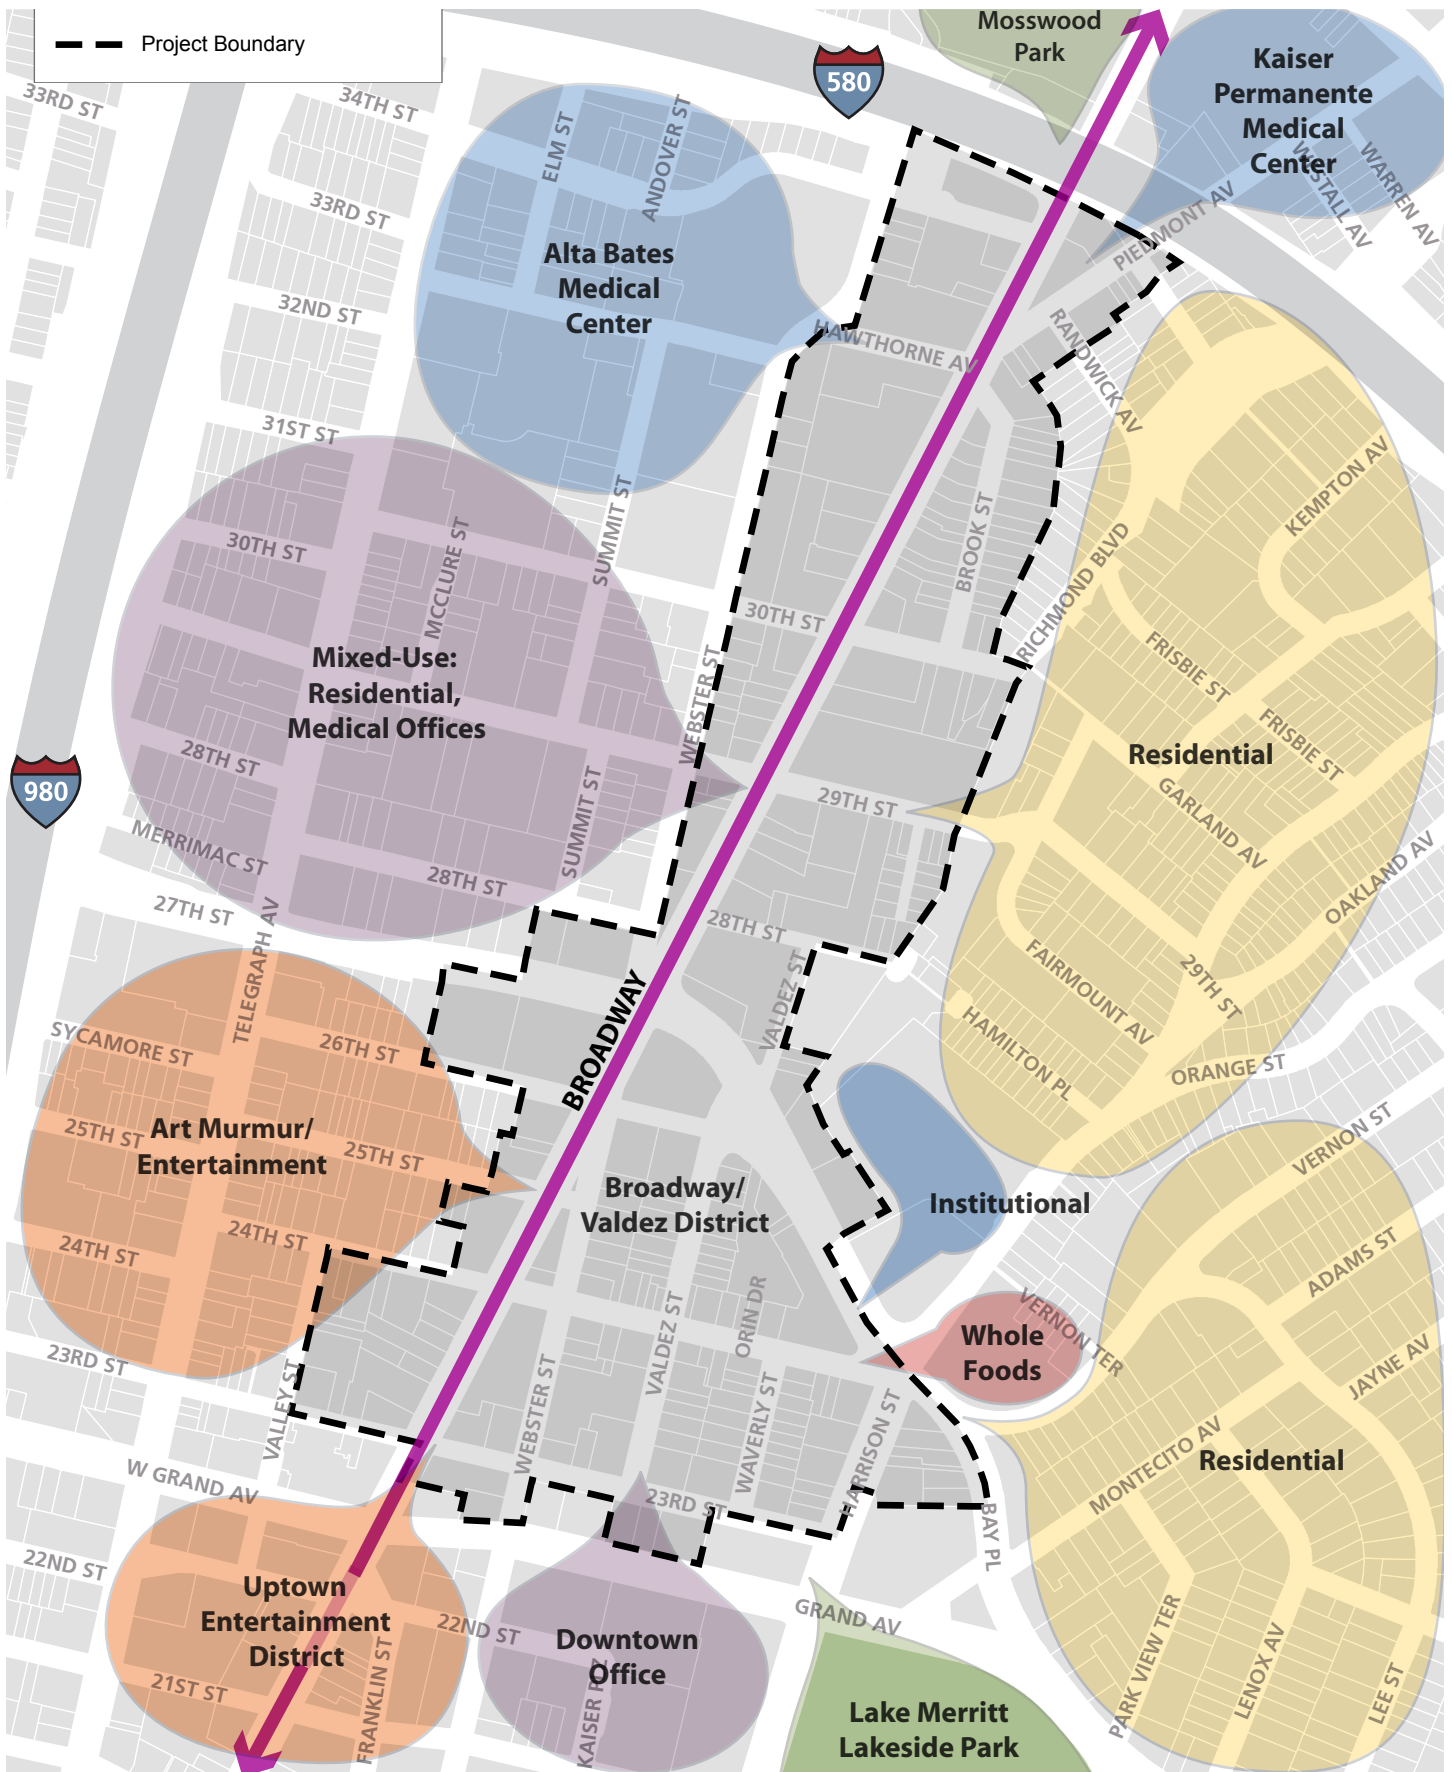 Project Boundary
Mosswood
Park
580
Kaiser
Permanente
Medical
Center
33RD ST
34TH ST
ELM ST
ANDOVER ST
WARREN AV
PIEDMONT AV
33RD ST
Alta Bates
Medical
Center
32ND ST
HAWTHORNE AV
RANDWICK AV
31ST ST
KEMPTON AV
30TH ST
MCCLURE ST
SUMMIT ST
BROOK ST
RICHMOND BLVD
30TH ST
Mixed-Use:
Residential,
Medical Offices
WEBSTER ST
FRISBIE ST
FRISBIE ST
Residential
28TH ST
980
SUMMIT ST
29TH ST
GARLAND AV
MERRIMAC ST
28TH ST
OAKLAND AV
27TH ST
TELEGRAPH AV
28TH ST
VALDEZ ST
FAIRMOUNT AV
29TH ST
BROADWAY
SYCAMORE ST
26TH ST
HAMILTON PL
ORANGE ST
25TH ST
Art Murmur/
Entertainment
25TH ST
VERNON ST
Broadway/
Valdez District
Institutional
24TH ST
24TH ST
ADAMS ST
ORIN DR
VALDEZ ST
VERNON TER
Whole
Foods
23RD ST
VALLEY ST
WEBSTER ST
WAVERLY ST
HARRISON ST
JAYNE AV
MONTECITO AV
Residential
W GRAND AV
23RD ST
BAY PL
22ND ST
Uptown
Entertainment
District
22ND ST
Downtown
Office
GRAND AV
21ST ST
FRANKLIN ST
PARK VIEW TER
LENOX AV
LEE ST
Lake Merritt
Lakeside Park